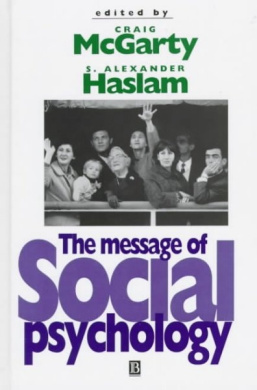 edited by
CRAIG
McGARTY
S. ALEXANDER
Haslam
The message of
Social
psychology
B